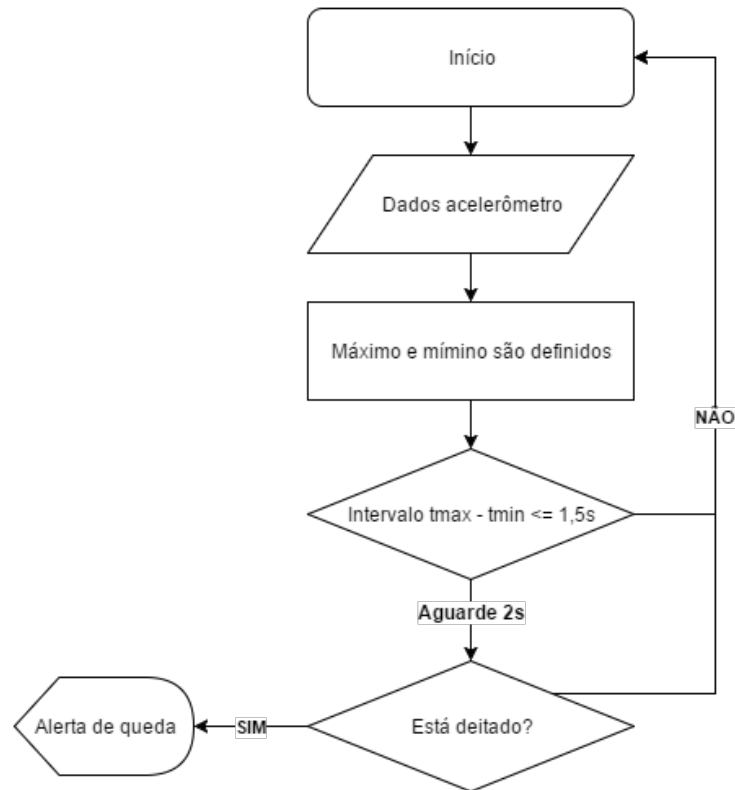 Início
Dados acelerômetro
Máximo e mímino são definidos
NÃO
Intervalo tmax - tmin <= 1,5s
Aguarde 2s
Alerta de queda
SIM
Está deitado?